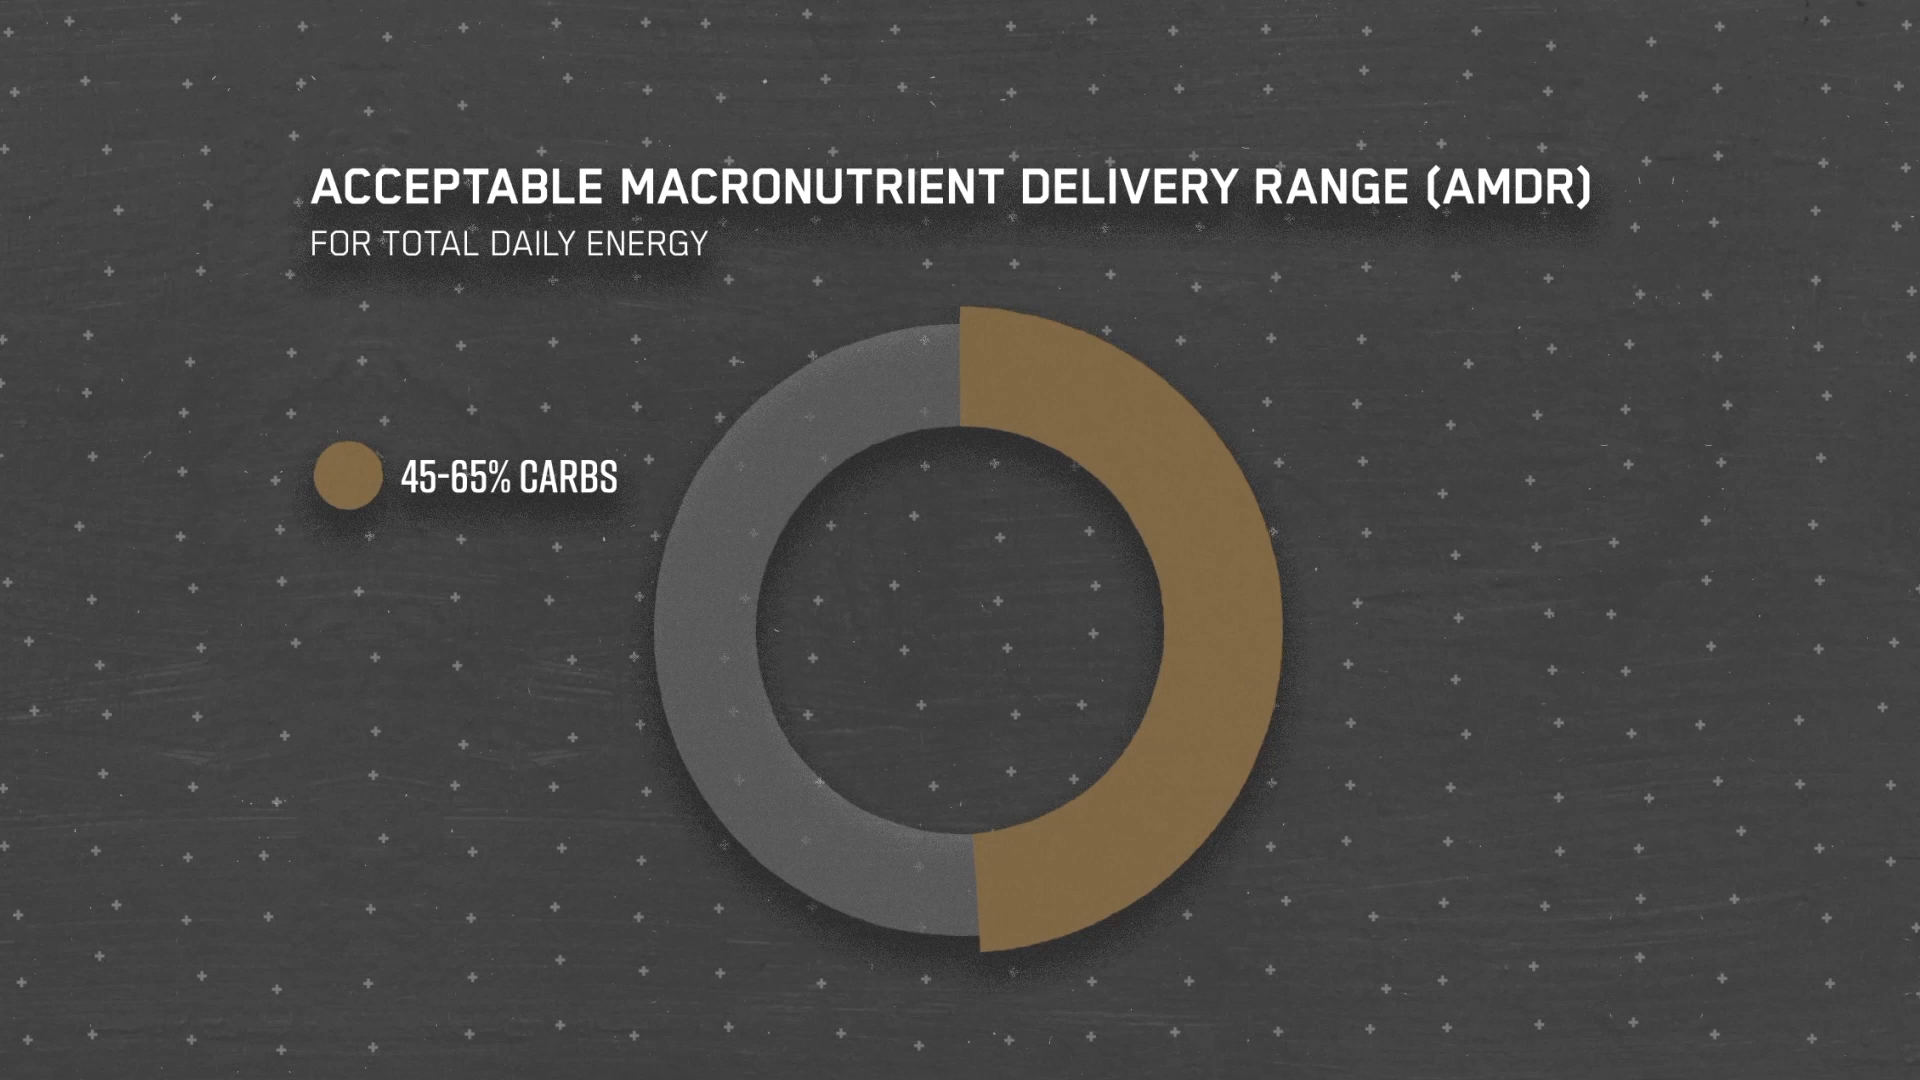 ACCEPTABLE MACRONUTRIENT DELIVERY RANGE (AMDR)
FOR TOTAL DAILY ENERGY
45-65% CARBS